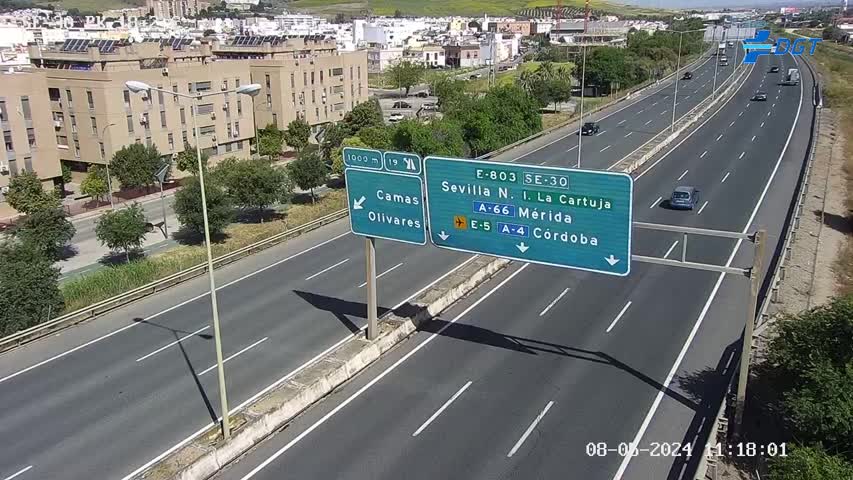 DGT
1000 m 19
Camas
Olivares
E-803 SE-30
Sevilla N. I. La Cartuja
A-66 Mérida
E-5 A-4 Córdoba
08-05-2024 11:18:01